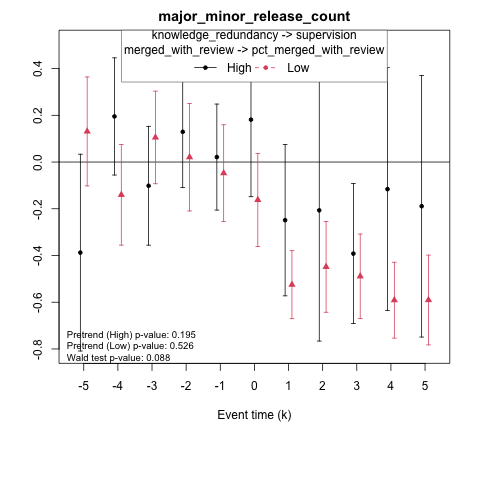 major_minor_release_count
knowledge_redundancy -> supervision
merged_with_review -> pct_merged_with_review
High Low
0.4
0.2
0.0
-0.2
-0.4
-0.6
-0.8
Pretrend (High) p-value: 0.195
Pretrend (Low) p-value: 0.526
Wald test p-value: 0.088
-5 -4 -3 -2 -1 0 1 2 3 4 5
Event time (k)